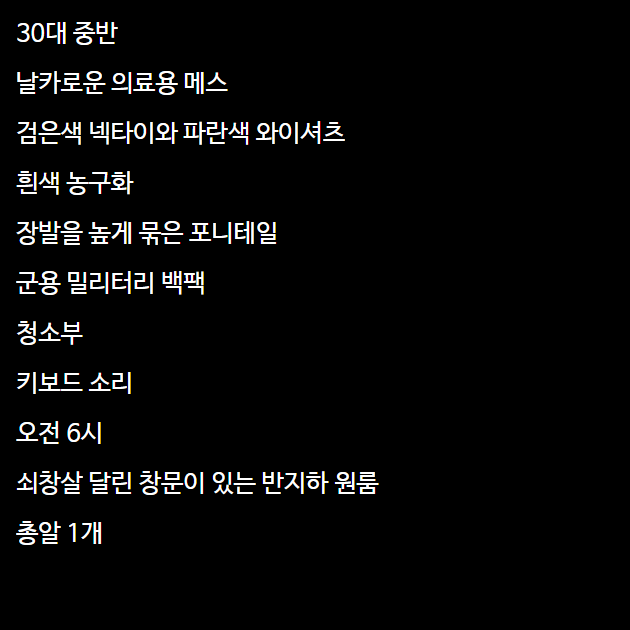 30대 중반
날카로운 의료용 메스
검은색 넥타이와 파란색 와이셔츠
흰색 농구화
장발을 높게 묶은 포니테일
군용 밀리터리 백팩
청소부
키보드 소리
오전 6시
쇠창살 달린 창문이 있는 반지하 원룸
총알 1개